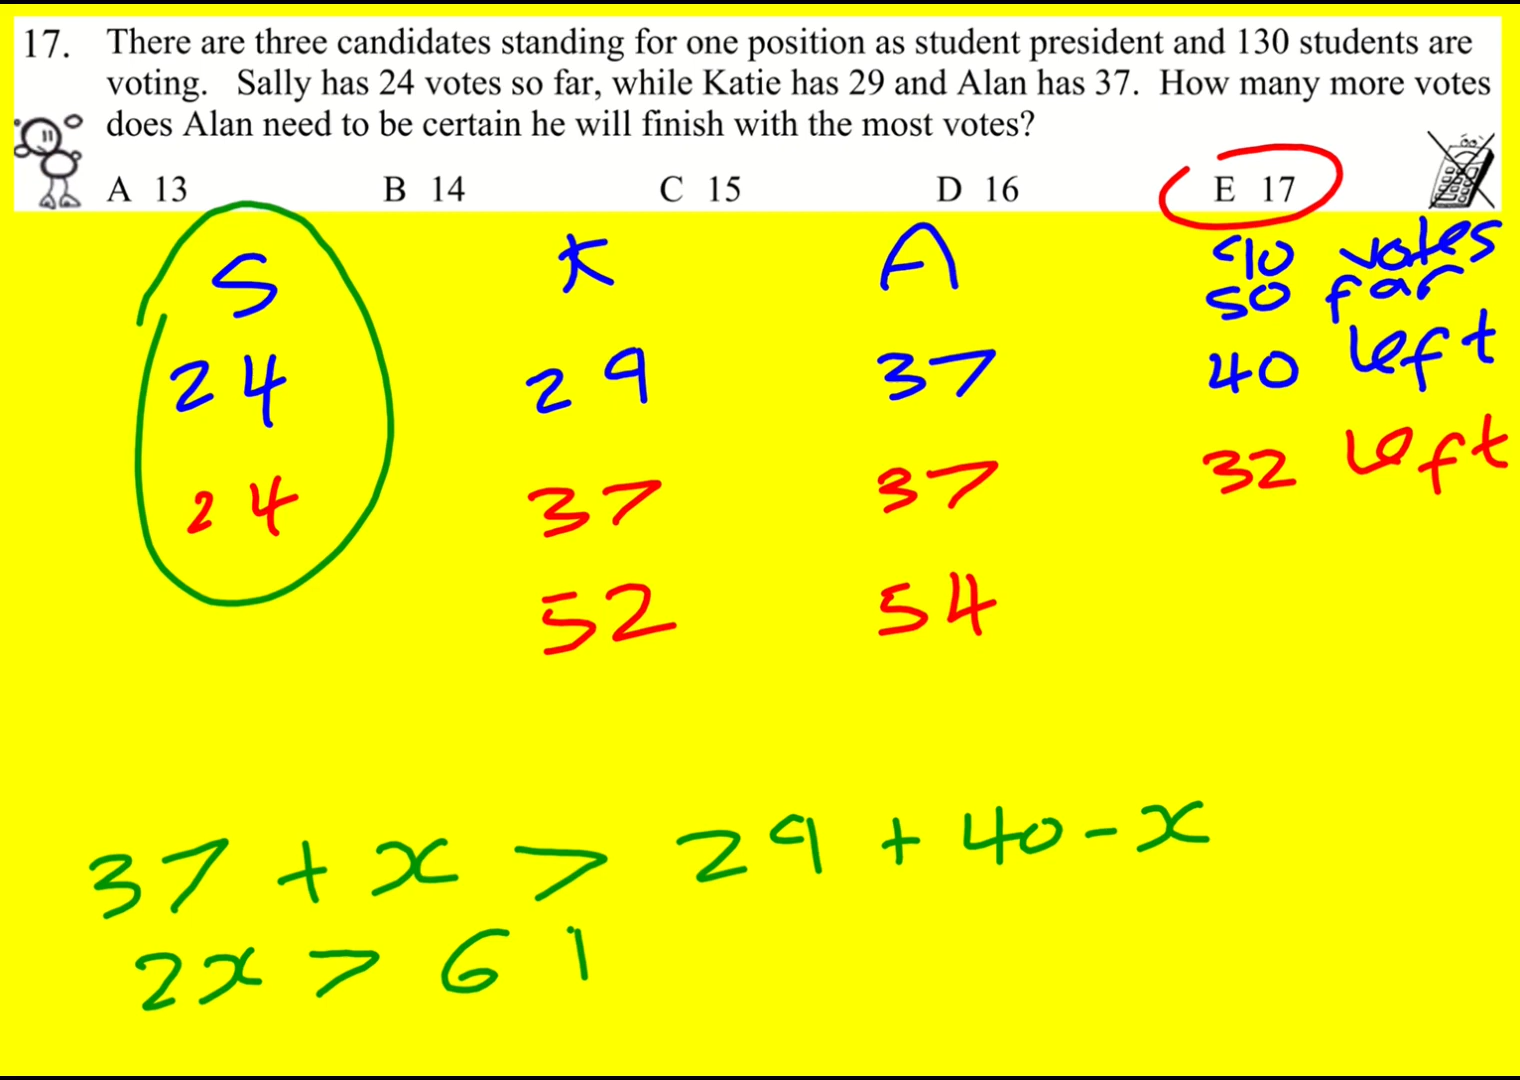 17. There are three candidates standing for one position as student president and 130 students are
voting. Sally has 24 votes so far, while Katie has 29 and Alan has 37. How many more votes
does Alan need to be certain he will finish with the most votes?
A 13 B 14 C 15 D 16 E 17
S K A 90 votes
so far
24 29 37 40 left
24 37 37 32 left
52 54
37 + x > 29 + 40 - x
2x > 61